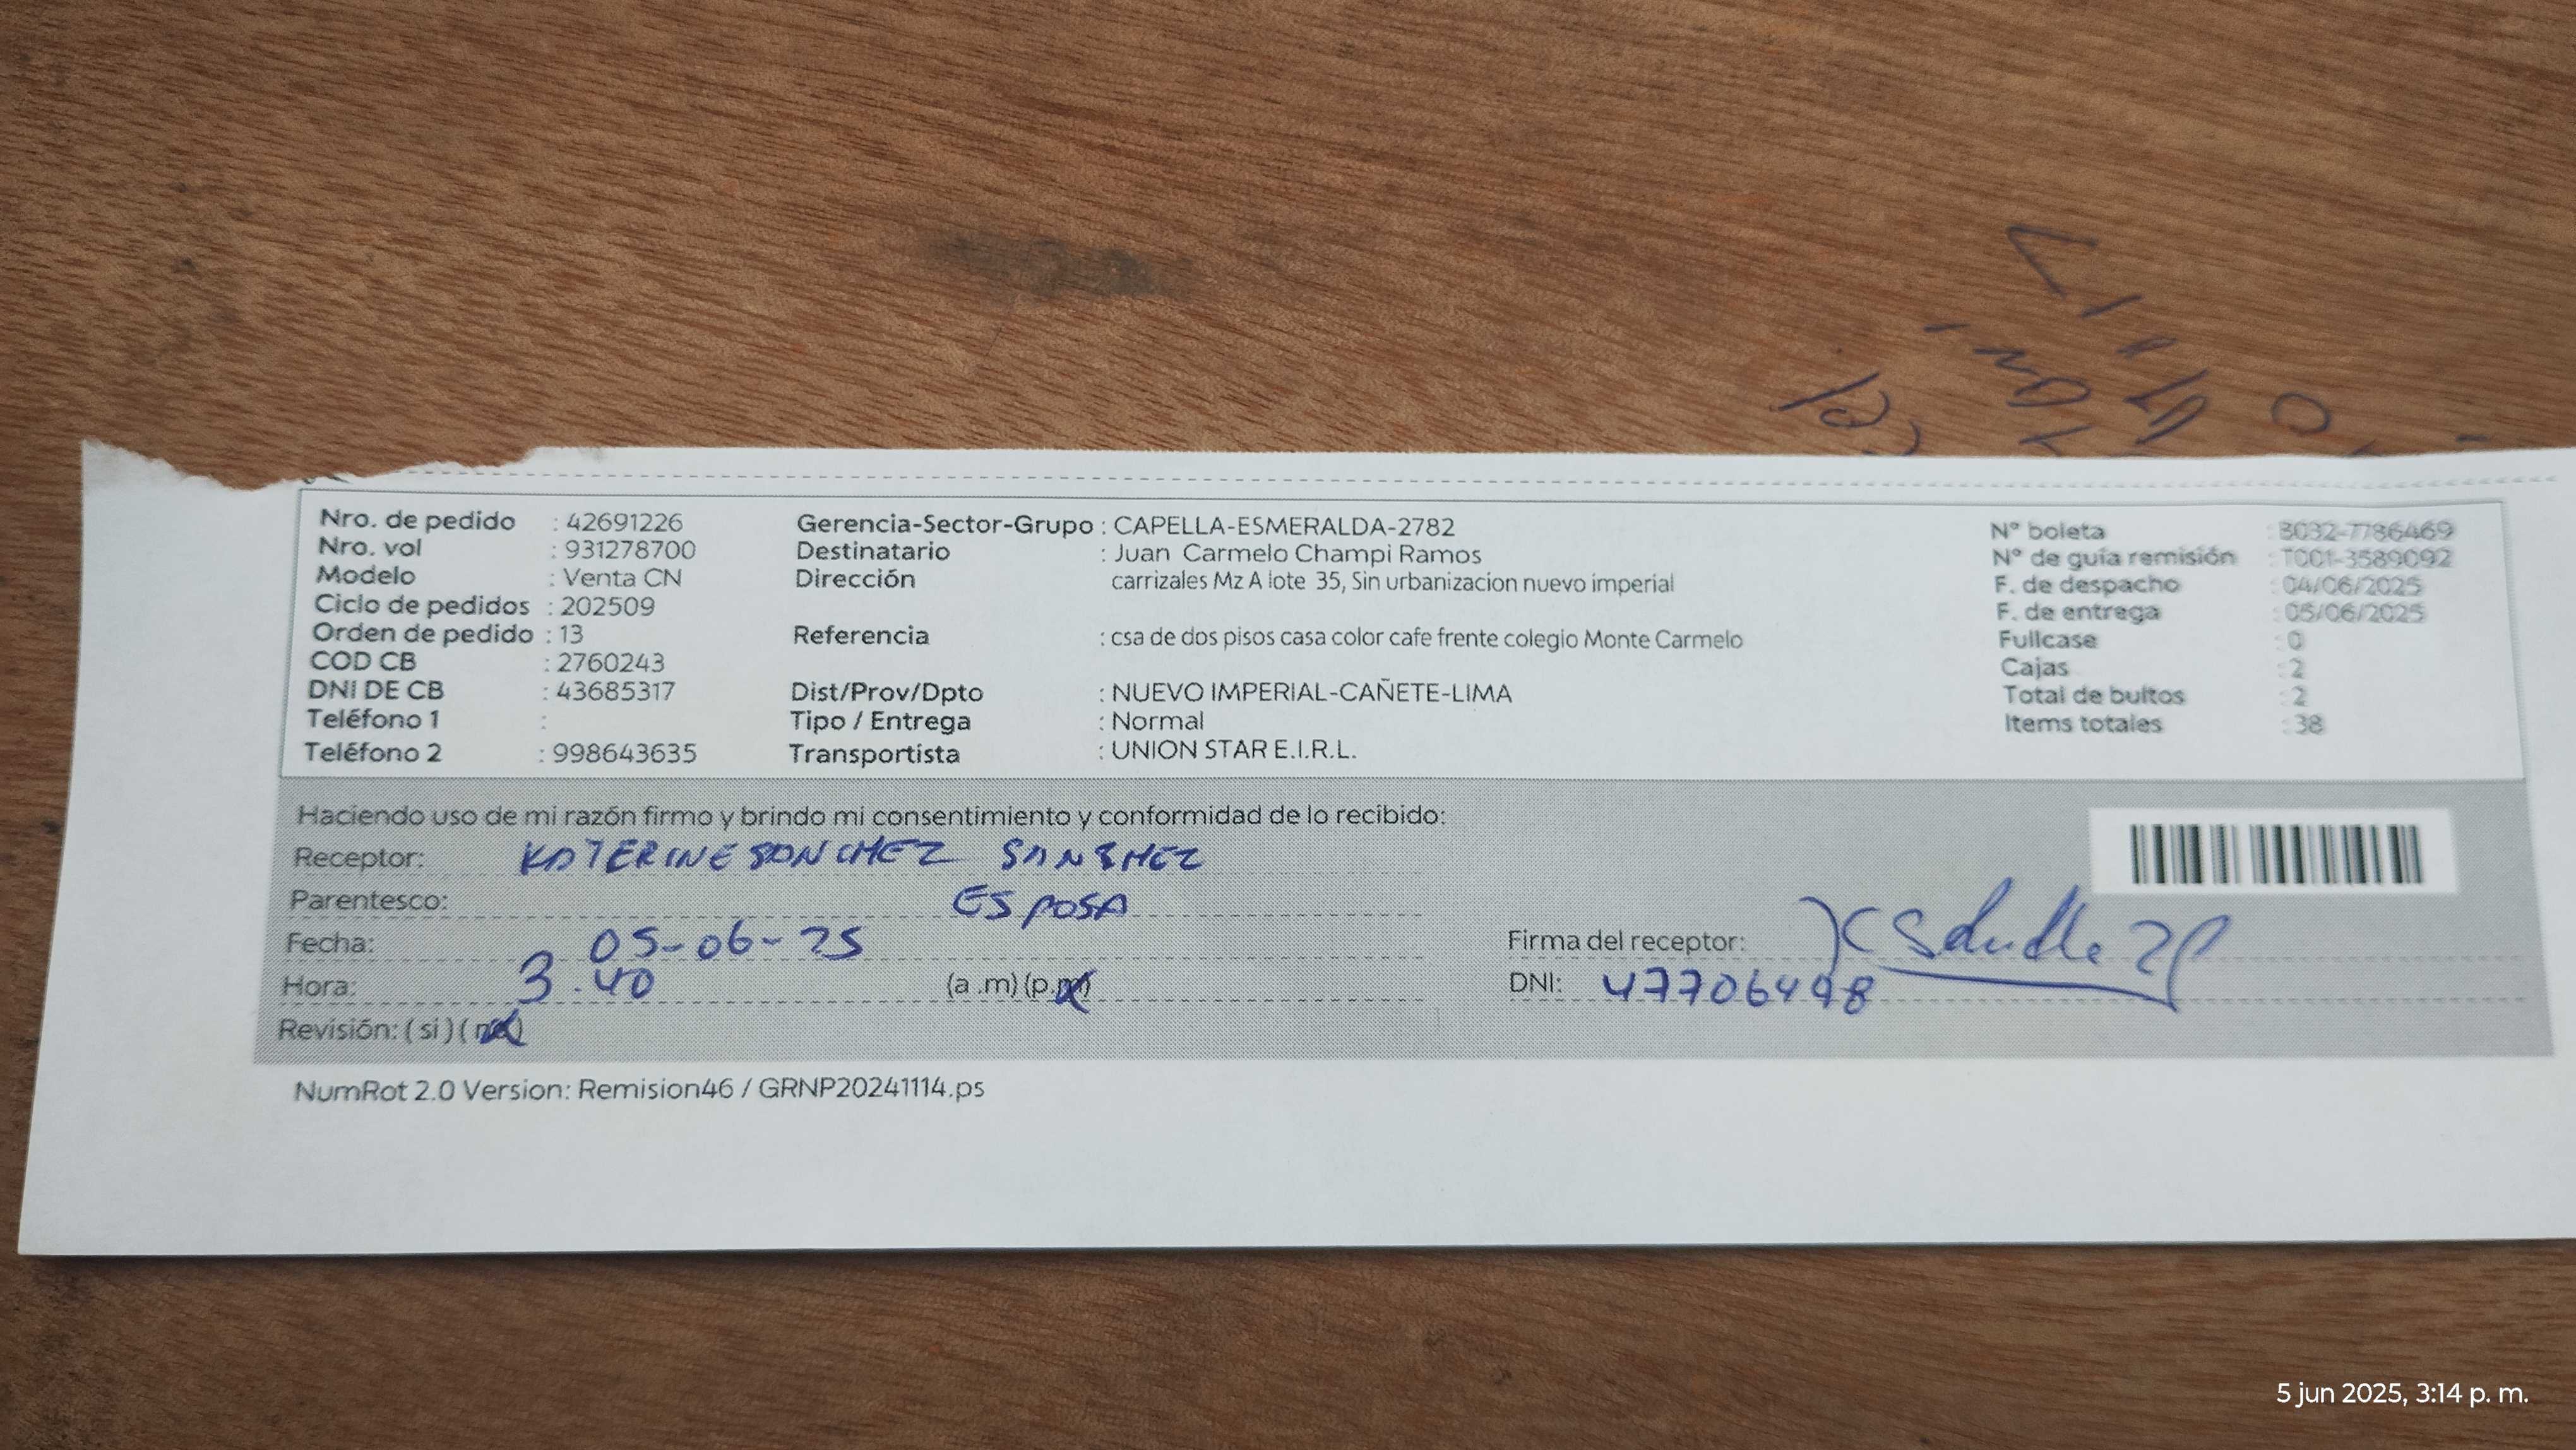 Nro. de pedido : 42691226
Nro. vol : 931278700
Modelo : Venta CN
Ciclo de pedidos : 202509
Orden de pedido : 13
COD CB : 2760243
DNI DE CB : 43685317
Teléfono 1 :
Teléfono 2 : 998643635
Gerencia-Sector-Grupo : CAPELLA-ESMERALDA-2782
Destinatario : Juan Carmelo Champi Ramos
Dirección carrizales Mz A lote 35, Sin urbanizacion nuevo imperial
Referencia : csa de dos pisos casa color cafe frente colegio Monte Carmelo
Dist/Prov/Dpto : NUEVO IMPERIAL-CAÑETE-LIMA
Tipo / Entrega : Normal
Transportista : UNION STAR E.I.R.L.
N° boleta : B032-7786469
N° de guía remisión : T001-3589092
F. de despacho : 04/06/2025
F. de entrega : 05/06/2025
Fullcase : 0
Cajas : 2
Total de bultos : 2
Items totales : 38
Haciendo uso de mi razón firmo y brindo mi consentimiento y conformidad de lo recibido:
Receptor: KATERINE SANCHEZ SANSHEZ
Parentesco: ESPOSA
Fecha: 05-06-25
Hora: 3.40 (a .m) (p.m)
Revisión: ( si ) ( no )
Firma del receptor:
DNI: 47706498
NumRot 2.0 Version: Remision46 / GRNP20241114.ps
5 jun 2025, 3:14 p. m.